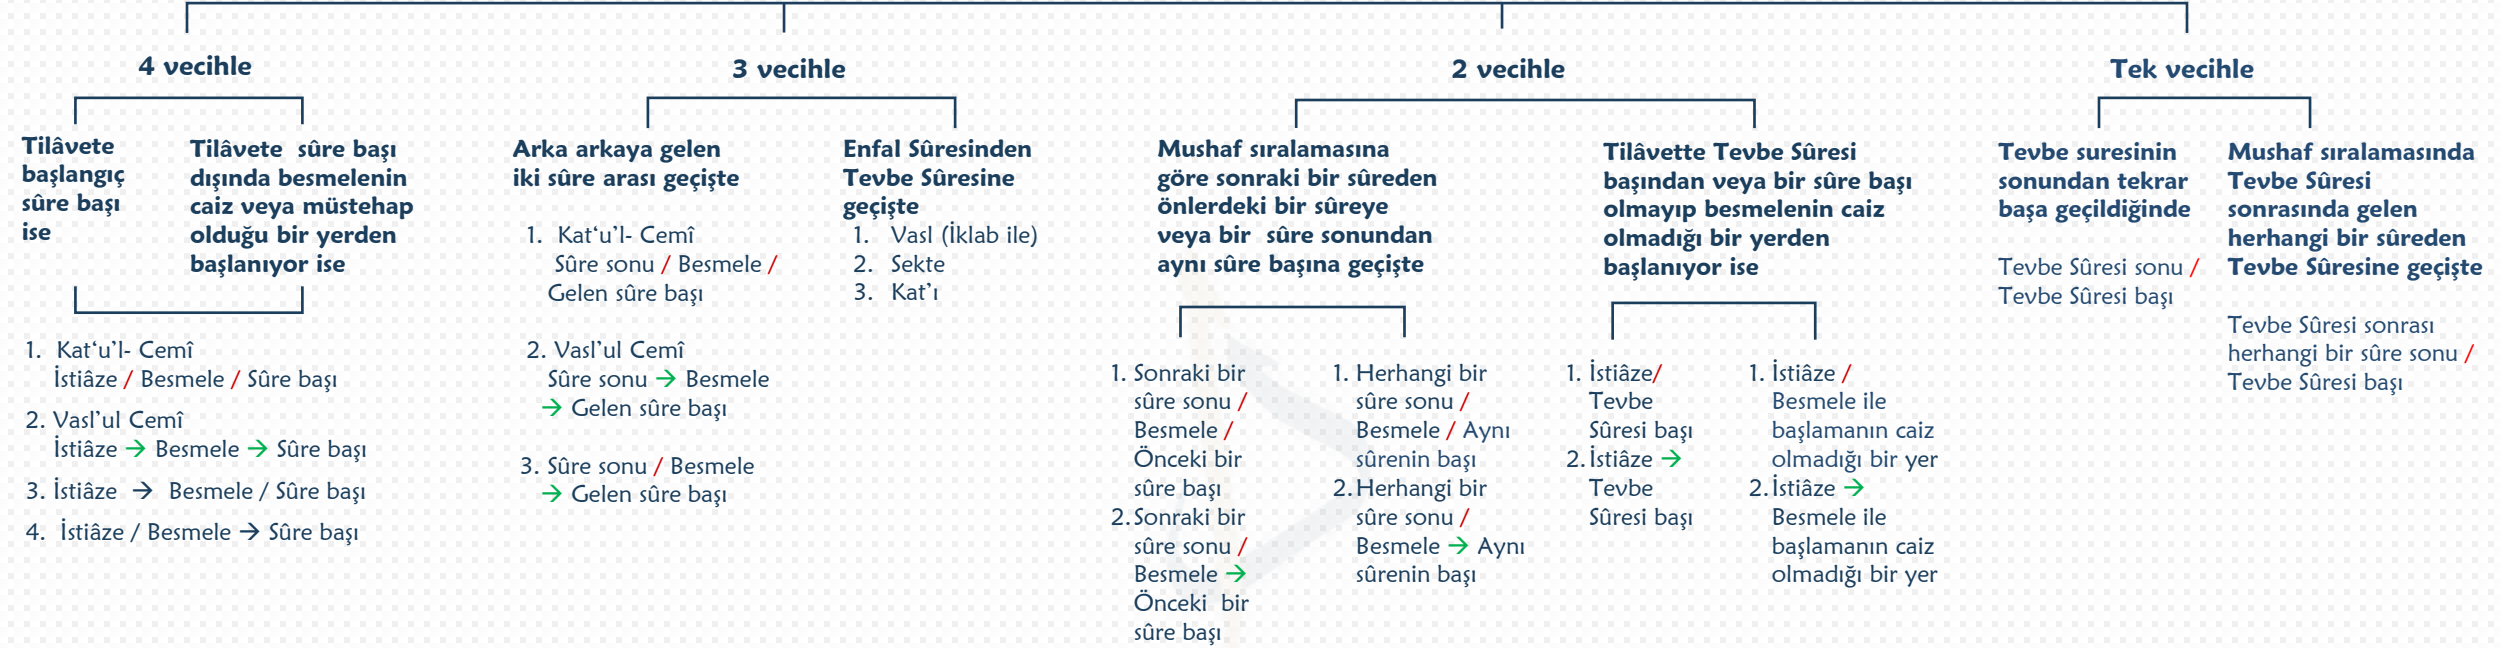 4 vecihle
Tilâvete
başlangıç
sûre başı
ise
Tilâvete sûre başı
dışında besmelenin
caiz veya müstehap
olduğu bir yerden
başlanıyor ise
1. Kat‘u’l- Cemî
İstiâze / Besmele / Sûre başı
2. Vasl’ul Cemî
İstiâze → Besmele → Sûre başı
3. İstiâze → Besmele / Sûre başı
4. İstiâze / Besmele → Sûre başı
3 vecihle
Arka arkaya gelen
iki sûre arası geçişte
1. Kat‘u’l- Cemî
Sûre sonu / Besmele /
Gelen sûre başı
2. Vasl’ul Cemî
Sûre sonu → Besmele
→ Gelen sûre başı
3. Sûre sonu / Besmele
→ Gelen sûre başı
Enfal Sûresinden
Tevbe Sûresine
geçişte
1. Vasl (İklab ile)
2. Sekte
3. Kat’ı
2 vecihle
Mushaf sıralamasına
göre sonraki bir sûreden
önlerdeki bir sûreye
veya bir sûre sonundan
aynı sûre başına geçişte
1. Sonraki bir
sûre sonu /
Besmele /
Önceki bir
sûre başı
2. Sonraki bir
sûre sonu /
Besmele →
Önceki bir
sûre başı
1. Herhangi bir
sûre sonu /
Besmele / Aynı
sûrenin başı
2. Herhangi bir
sûre sonu /
Besmele → Aynı
sûrenin başı
Tilâvette Tevbe Sûresi
başından veya bir sûre başı
olmayıp besmelenin caiz
olmadığı bir yerden
başlanıyor ise
1. İstiâze/
Tevbe
Sûresi başı
2. İstiâze →
Tevbe
Sûresi başı
1. İstiâze /
Besmele ile
başlamanın caiz
olmadığı bir yer
2. İstiâze →
Besmele ile
başlamanın caiz
olmadığı bir yer
Tek vecihle
Tevbe suresinin
sonundan tekrar
başa geçildiğinde
Tevbe Sûresi sonu /
Tevbe Sûresi başı
Mushaf sıralamasında
Tevbe Sûresi
sonrasında gelen
herhangi bir sûreden
Tevbe Sûresine geçişte
Tevbe Sûresi sonrası
herhangi bir sûre sonu /
Tevbe Sûresi başı